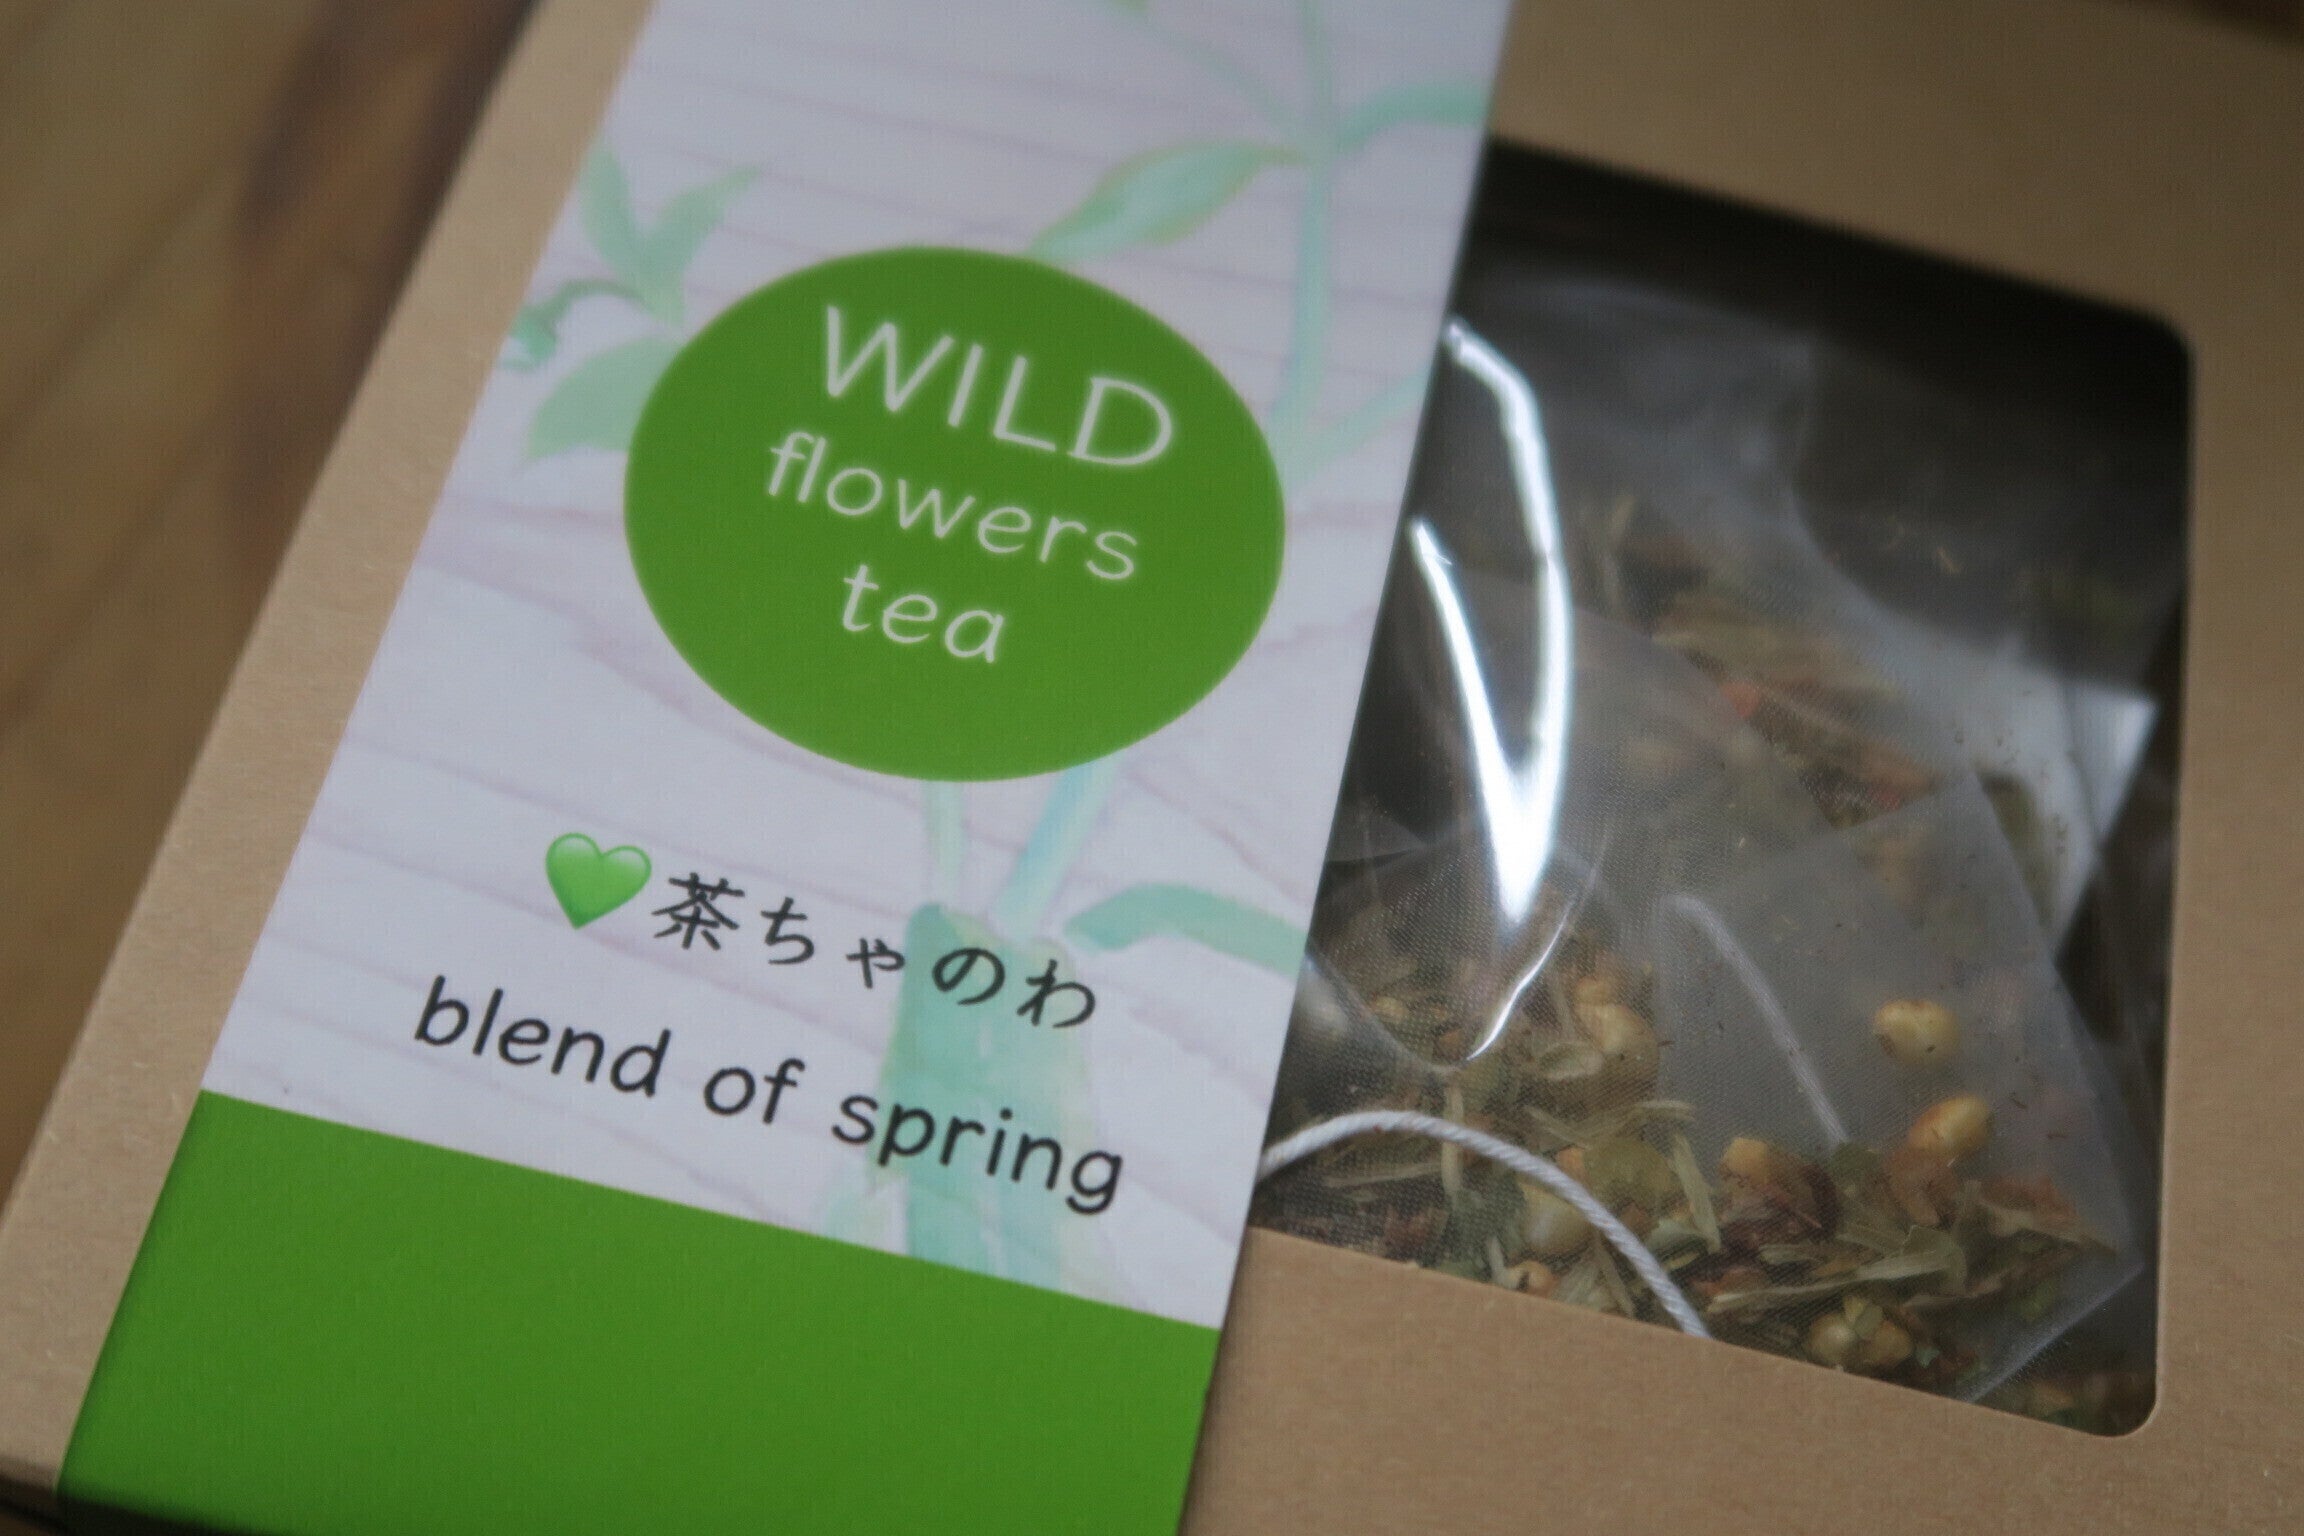 WILD
flowers
tea
💚茶ちゃのわ
blend of spring